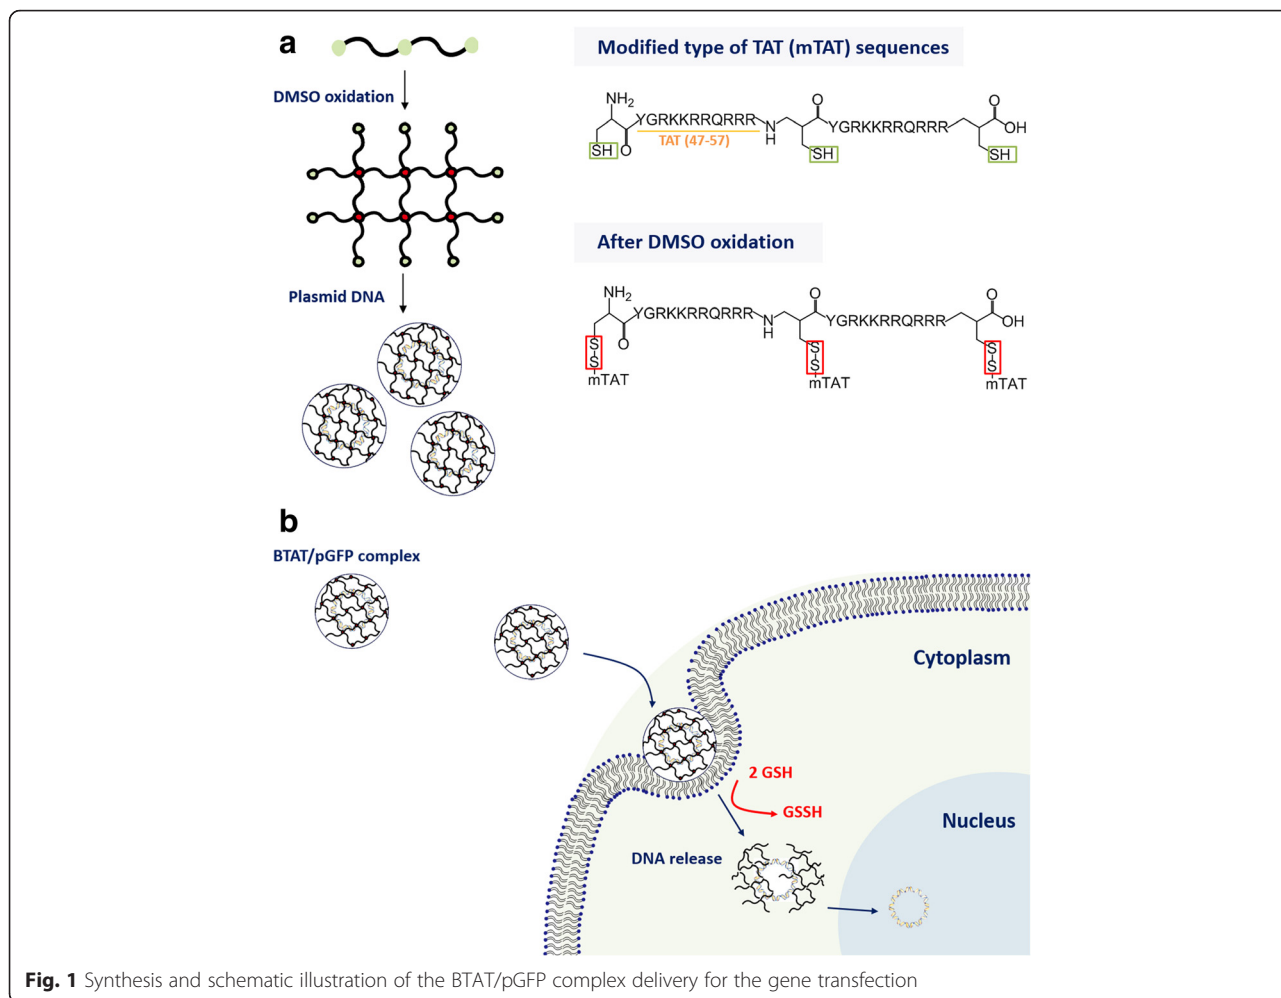 a
DMSO oxidation
Plasmid DNA
Modified type of TAT (mTAT) sequences
NH2
YGRKKRRQRRR
TAT (47-57)
SH
O
N
H
O
YGRKKRRQRRR
SH
O
OH
SH
After DMSO oxidation
NH2
YGRKKRRQRRR
O
S
S
mTAT
N
H
O
YGRKKRRQRRR
S
S
mTAT
O
OH
S
S
mTAT
b
BTAT/pGFP complex
Cytoplasm
2 GSH
GSSH
Nucleus
DNA release
Fig. 1 Synthesis and schematic illustration of the BTAT/pGFP complex delivery for the gene transfection